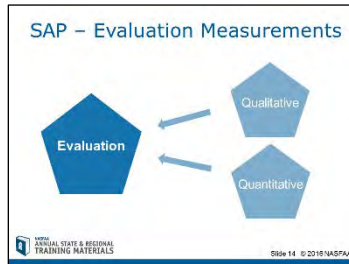 SAP – Evaluation Measurements
Qualitative
Evaluation
Quantitative
NASFAA
ANNUAL STATE & REGIONAL
TRAINING MATERIALS
Slide 14 © 2016 NASFAA